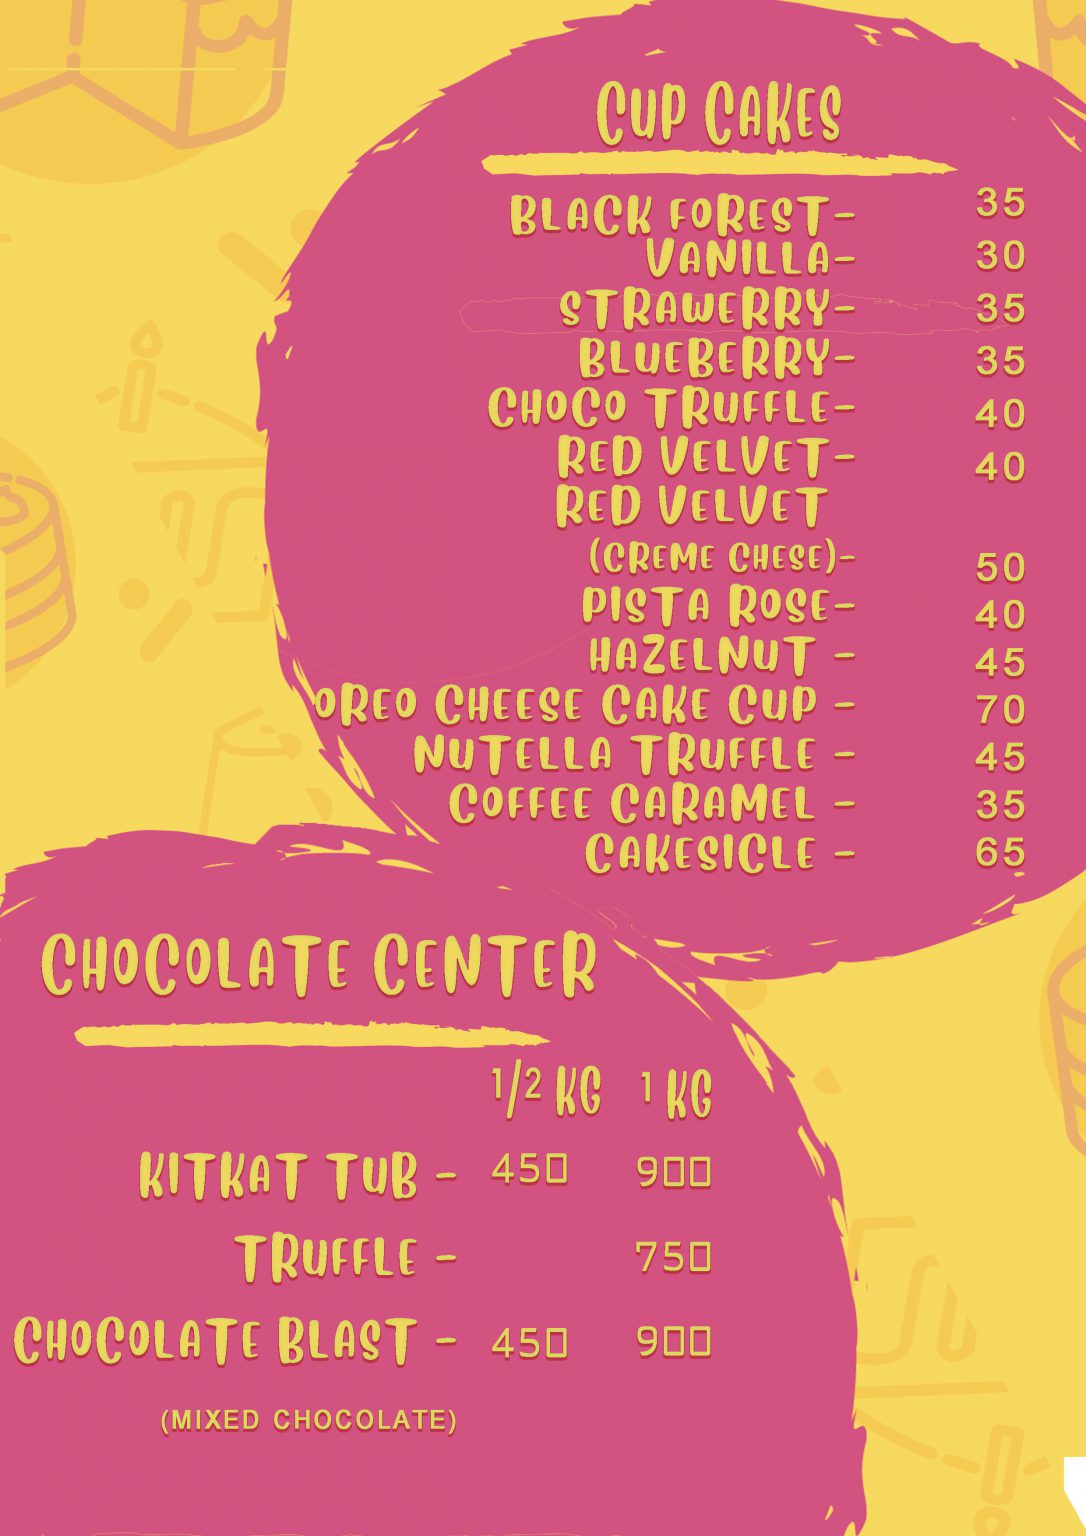 CUP CAKES
BLACK FOREST- 35
VANILLA- 30
STRAWERRY- 35
BLUEBERRY- 35
CHOCO TRUFFLE- 40
RED VELVET- 40
RED VELVET
(CREME CHESE)- 50
PISTA ROSE- 40
HAZELNUT - 45
OREO CHEESE CAKE CUP - 70
NUTELLA TRUFFLE - 45
COFFEE CARAMEL - 35
CAKESICLE - 65
CHOCOLATE CENTER
1/2 KG 1 KG
KITKAT TUB - 450 900
TRUFFLE - 750
CHOCOLATE BLAST - 450 900
(MIXED CHOCOLATE)